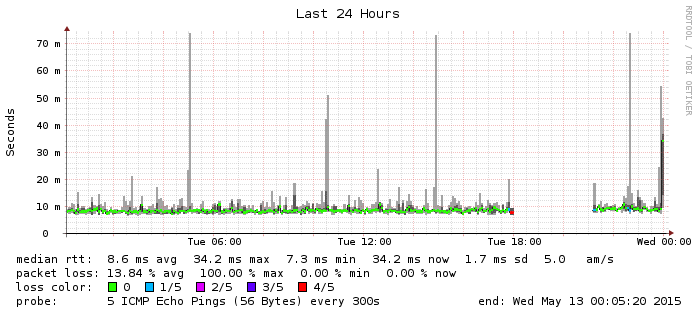 Last 24 Hours
RRDTOOL / TOBI OETIKER
Seconds
70 m
60 m
50 m
40 m
30 m
20 m
10 m
0
Tue 06:00 Tue 12:00 Tue 18:00 Wed 00:00
median rtt: 8.6 ms avg 34.2 ms max 7.3 ms min 34.2 ms now 1.7 ms sd 5.0 am/s
packet loss: 13.84 % avg 100.00 % max 0.00 % min 0.00 % now
loss color: 0 1/5 2/5 3/5 4/5
probe: 5 ICMP Echo Pings (56 Bytes) every 300s end: Wed May 13 00:05:20 2015